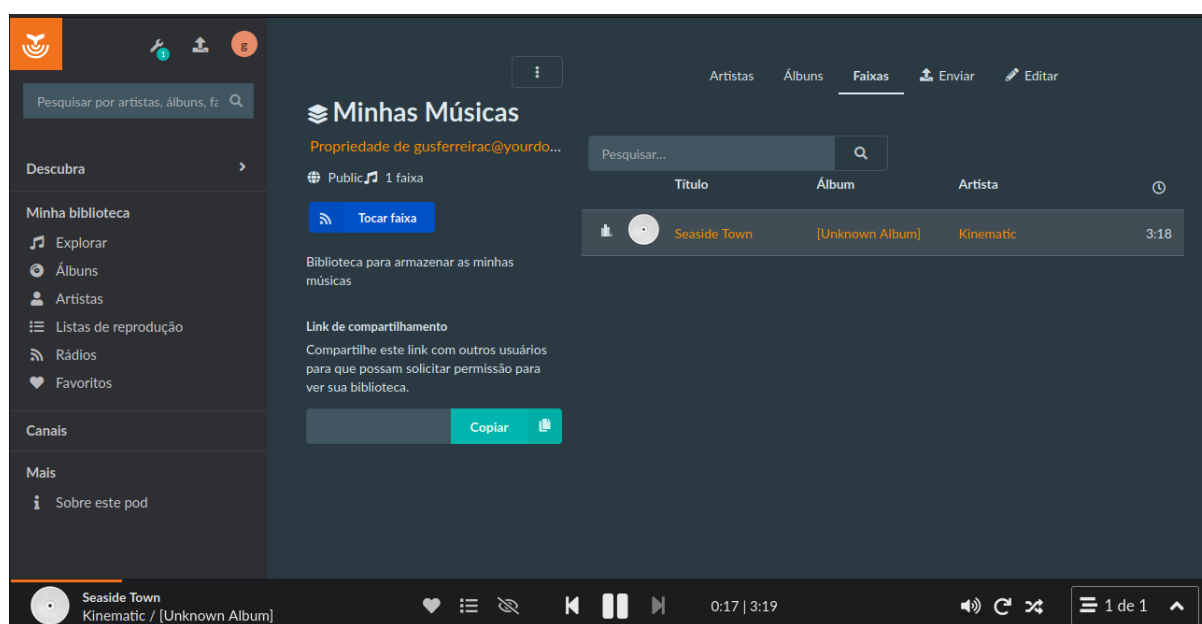 1
g
Pesquisar por artistas, álbuns, fa
Descubra
Minha biblioteca
Explorar
Álbuns
Artistas
Listas de reprodução
Rádios
Favoritos
Canais
Mais
Sobre este pod
Minhas Músicas
Propriedade de gusferreirac@yourdo...
Public 1 faixa
Tocar faixa
Biblioteca para armazenar as minhas
músicas
Link de compartilhamento
Compartilhe este link com outros usuários
para que possam solicitar permissão para
ver sua biblioteca.
Copiar
Artistas Álbuns Faixas Enviar Editar
Pesquisar...
Título Álbum Artista
Seaside Town [Unknown Album] Kinematic 3:18
Seaside Town
Kinematic / [Unknown Album]
0:17 | 3:19
1 de 1